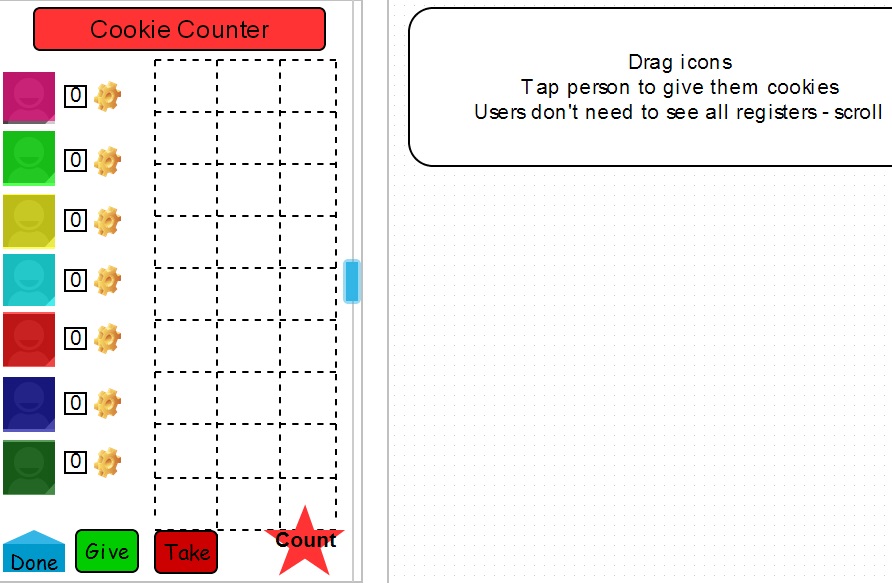 Cookie Counter
Drag icons
Tap person to give them cookies
Users don't need to see all registers - scroll
0
0
0
0
0
0
0
Done
Give
Take
Count